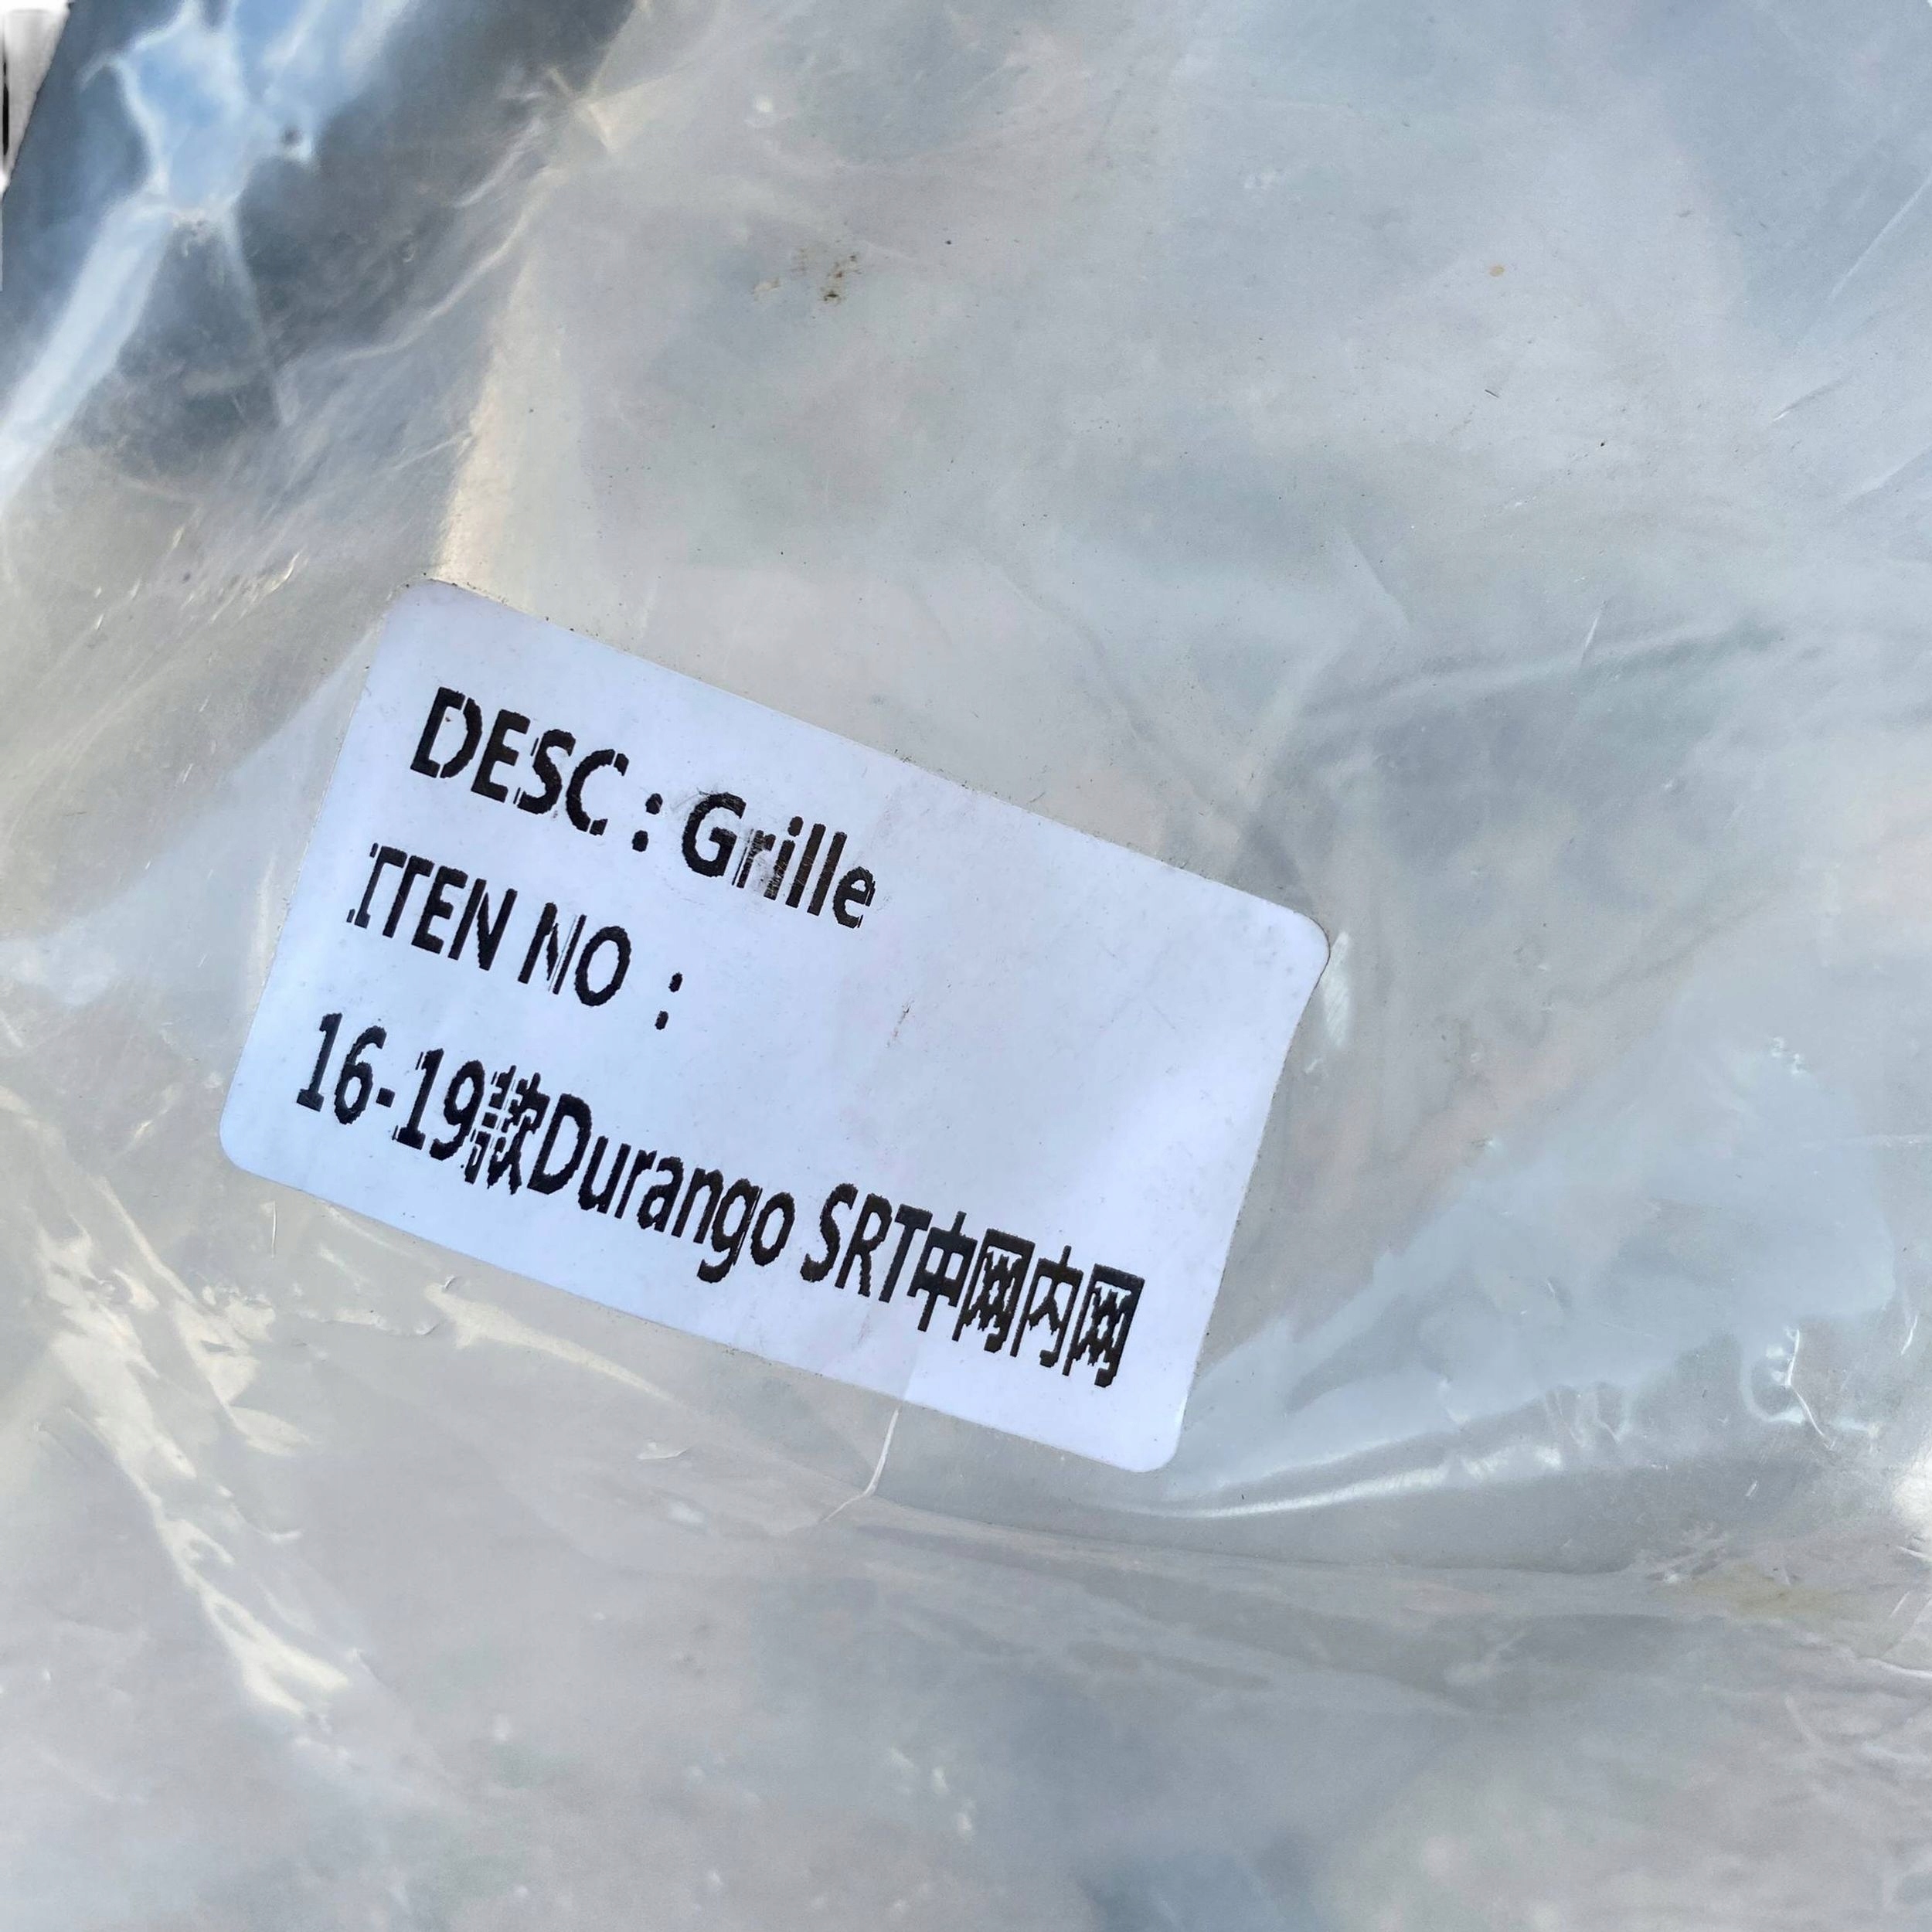 DESC : Grille
ITEN NO :
16-19款Durango SRT中网内网